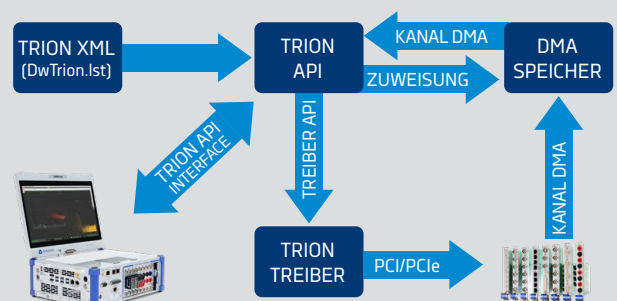 TRION XML
(DwTrion.lst)
TRION
API
KANAL DMA
ZUWEISUNG
DMA
SPEICHER
TRION API
INTERFACE
TREIBER API
KANAL DMA
TRION
TREIBER
PCI/PCIe